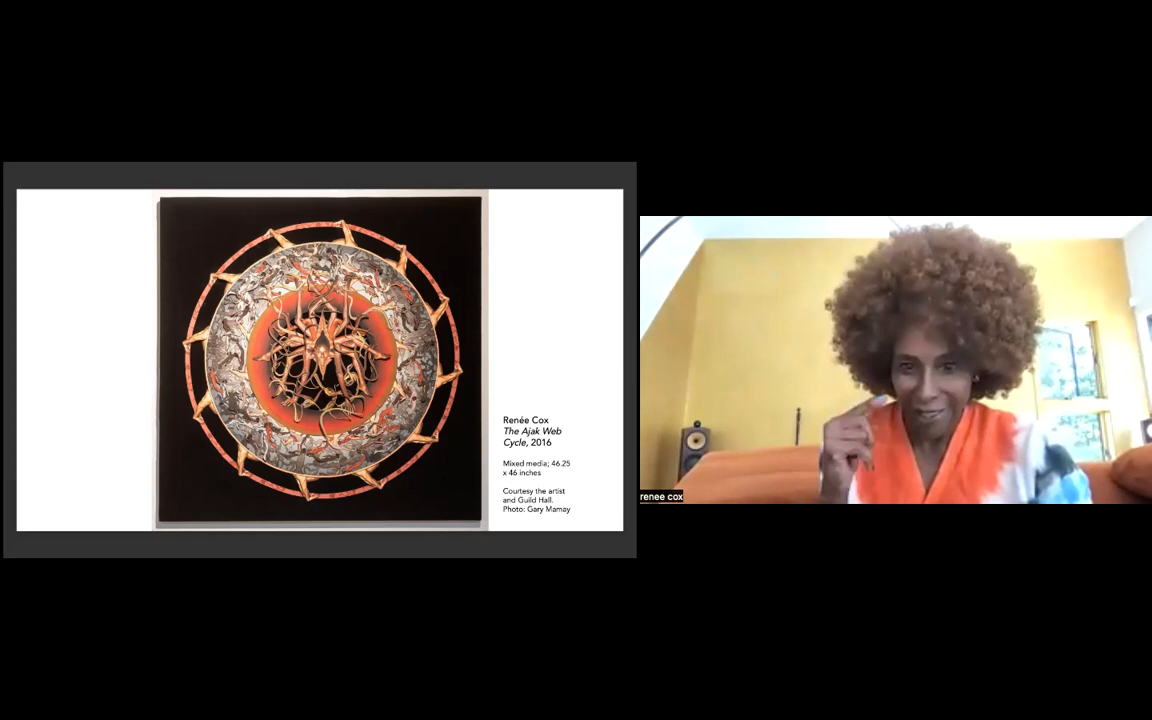 Renée Cox
The Ajak Web
Cycle, 2016
Mixed media; 46.25
x 46 inches
Courtesy the artist
and Guild Hall.
Photo: Gary Mamay
renee cox